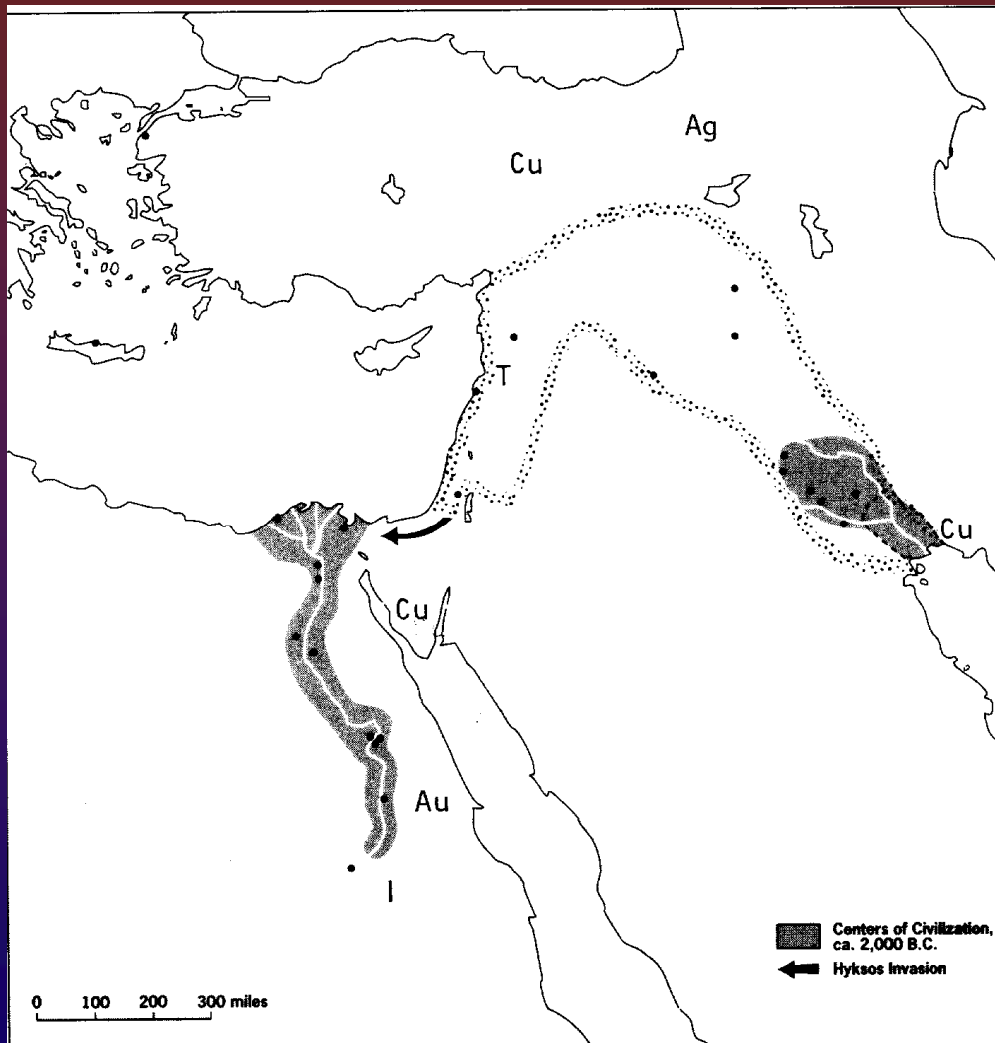 Ag
Cu
T
Cu
Cu
Au
I
Centers of Civilization,
ca. 2,000 B.C.
Hyksos Invasion
0 100 200 300 miles